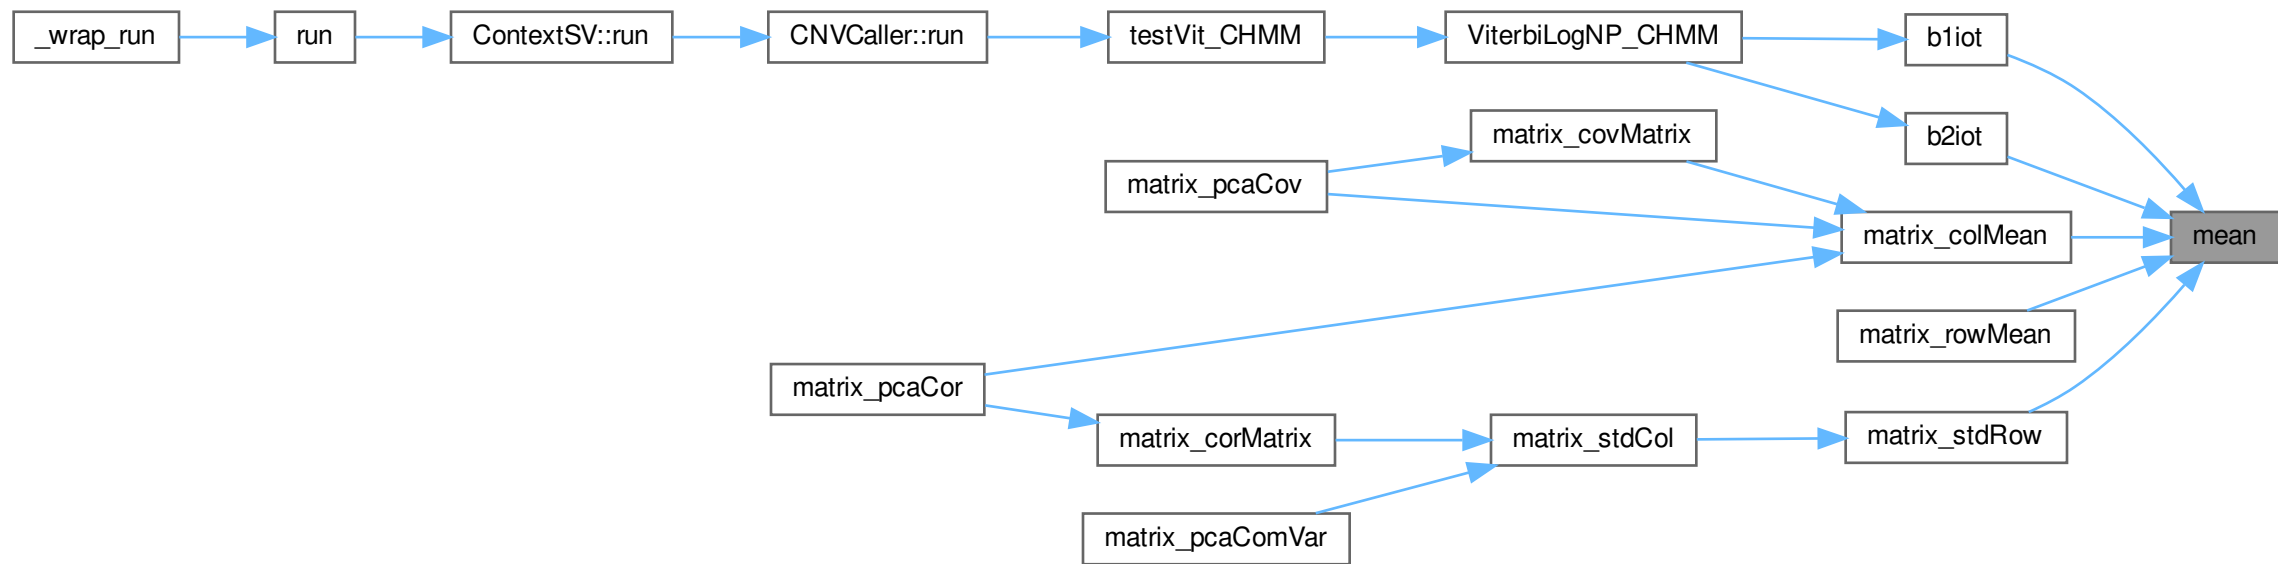 _wrap_run
run
ContextSV::run
CNVCaller::run
testVit_CHMM
ViterbiLogNP_CHMM
b1iot
matrix_covMatrix
b2iot
matrix_pcaCov
matrix_colMean
mean
matrix_rowMean
matrix_pcaCor
matrix_corMatrix
matrix_stdCol
matrix_stdRow
matrix_pcaComVar